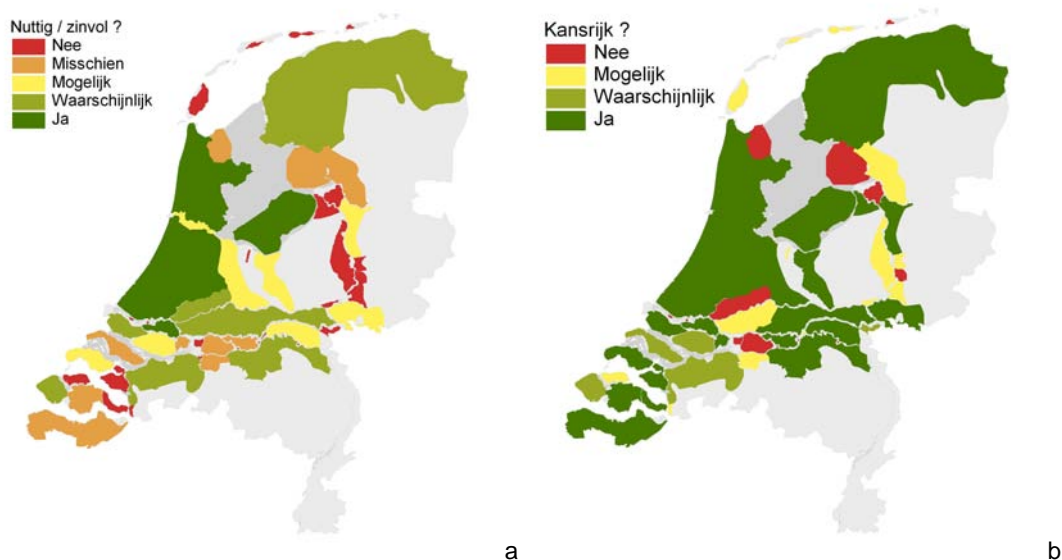 Nuttig / zinvol ?
Nee
Misschien
Mogelijk
Waarschijnlijk
Ja
a
Kansrijk ?
Nee
Mogelijk
Waarschijnlijk
Ja
b